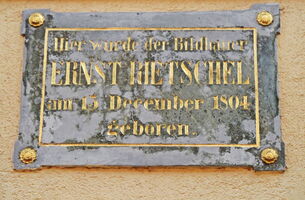 Hier wurde der Bildhauer
ERNST RIETSCHEL
am 15. December 1804
geboren.